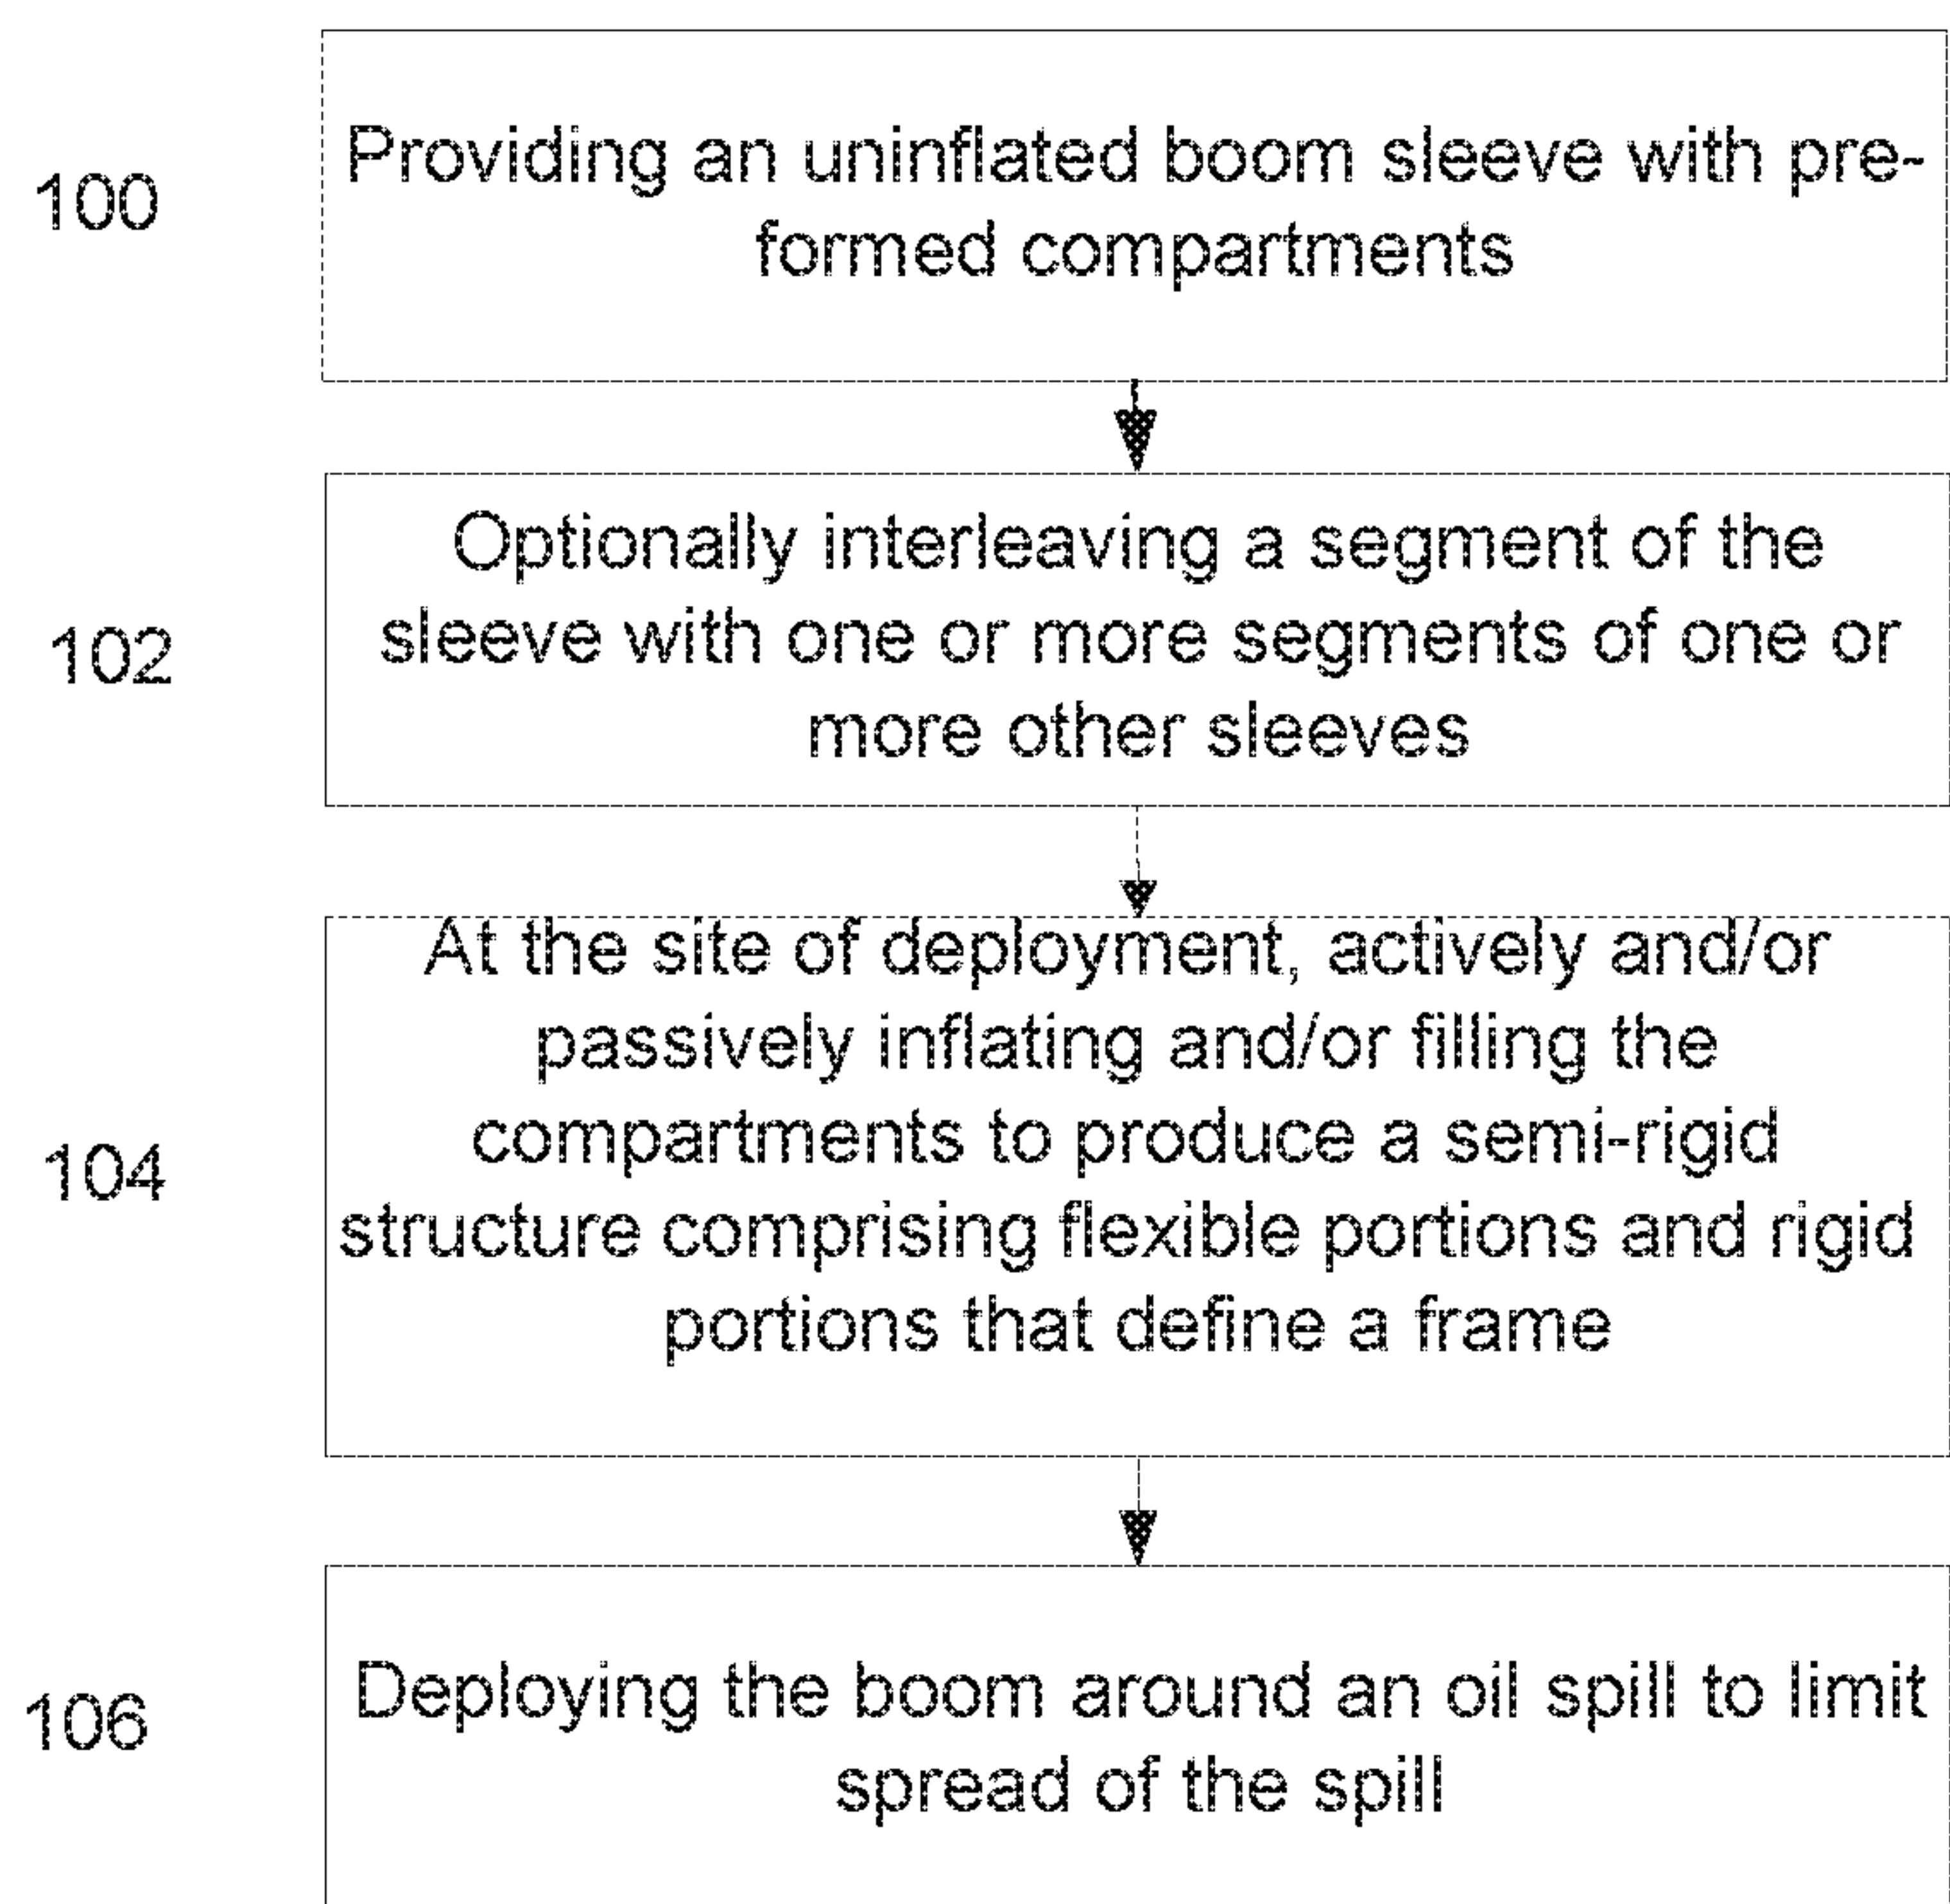 100
Providing an uninflated boom sleeve with pre-
formed compartments
102
Optionally interleaving a segment of the
sleeve with one or more segments of one or
more other sleeves
104
At the site of deployment, actively and/or
passively inflating and/or filling the
compartments to produce a semi-rigid
structure comprising flexible portions and rigid
portions that define a frame
106
Deploying the boom around an oil spill to limit
spread of the spill